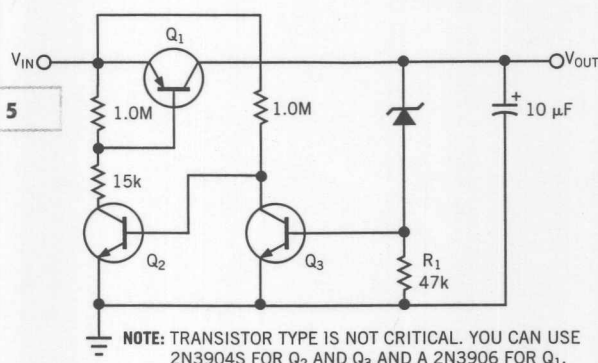 Q1
VIN
VOUT
5
1.0M
1.0M
+
10 µF
15k
Q2
Q3
R1
47k
NOTE: TRANSISTOR TYPE IS NOT CRITICAL. YOU CAN USE
2N3904S FOR Q2 AND Q3 AND A 2N3906 FOR Q1.